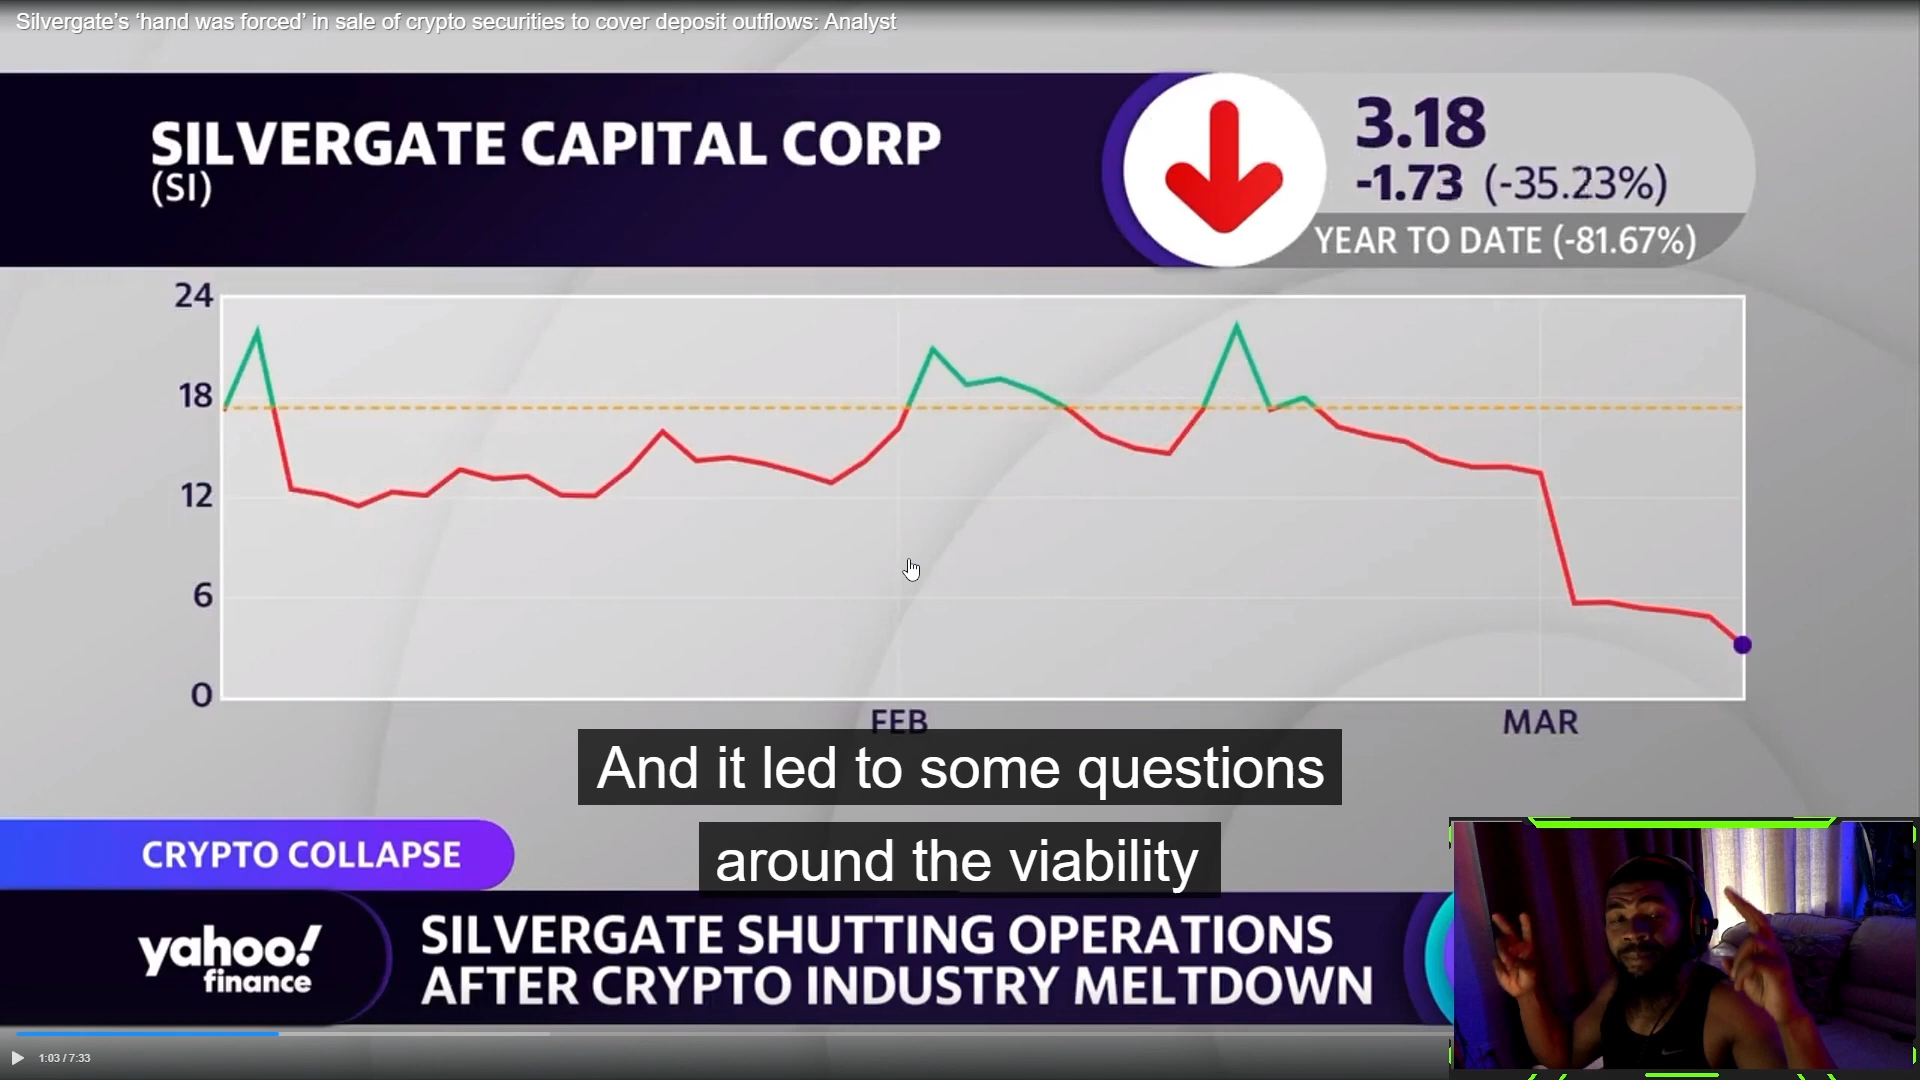 Silvergate's 'hand was forced' in sale of crypto securities to cover deposit outflows: Analyst
SILVERGATE CAPITAL CORP
(SI)
3.18
-1.73 (-35.23%)
YEAR TO DATE (-81.67%)
24
18
12
6
0
FEB
MAR
And it led to some questions
around the viability
CRYPTO COLLAPSE
yahoo!
finance
SILVERGATE SHUTTING OPERATIONS
AFTER CRYPTO INDUSTRY MELTDOWN
1:03 / 7:33